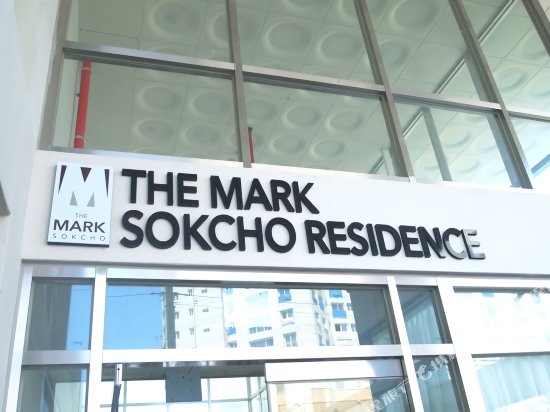 THE MARK
SOKCHO RESIDENCE
M
THE
MARK
SOKCHO